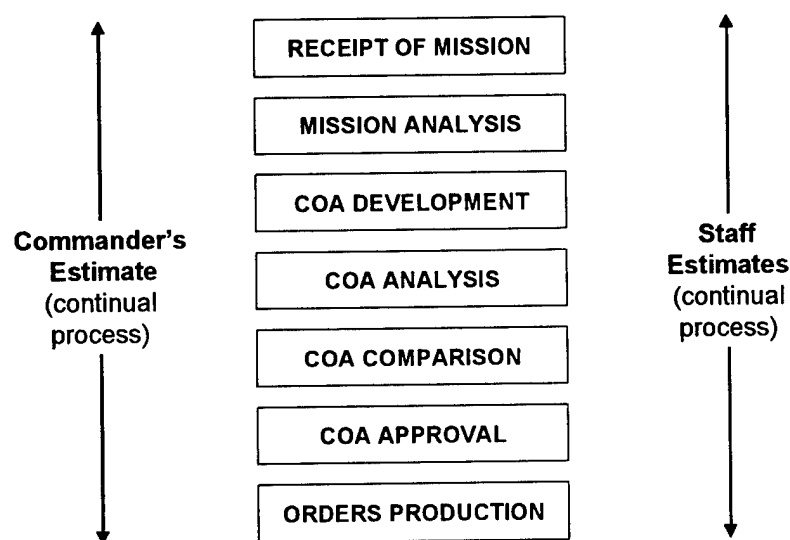 RECEIPT OF MISSION
MISSION ANALYSIS
COA DEVELOPMENT
Commander's
Estimate
(continual
process)
COA ANALYSIS
Staff
Estimates
(continual
process)
COA COMPARISON
COA APPROVAL
ORDERS PRODUCTION